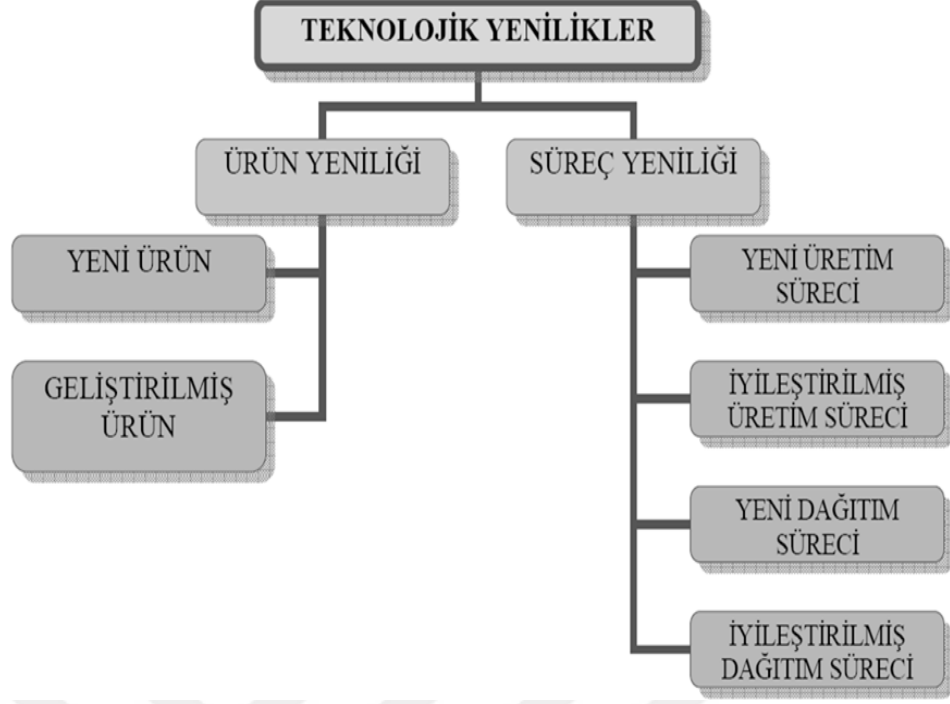 TEKNOLOJİK YENİLİKLER
ÜRÜN YENİLİĞİ
SÜREÇ YENİLİĞİ
YENİ ÜRÜN
GELİŞTİRİLMİŞ
ÜRÜN
YENİ ÜRETİM
SÜRECİ
İYİLEŞTİRİLMİŞ
ÜRETİM SÜRECİ
YENİ DAĞITIM
SÜRECİ
İYİLEŞTİRİLMİŞ
DAĞITIM SÜRECİ